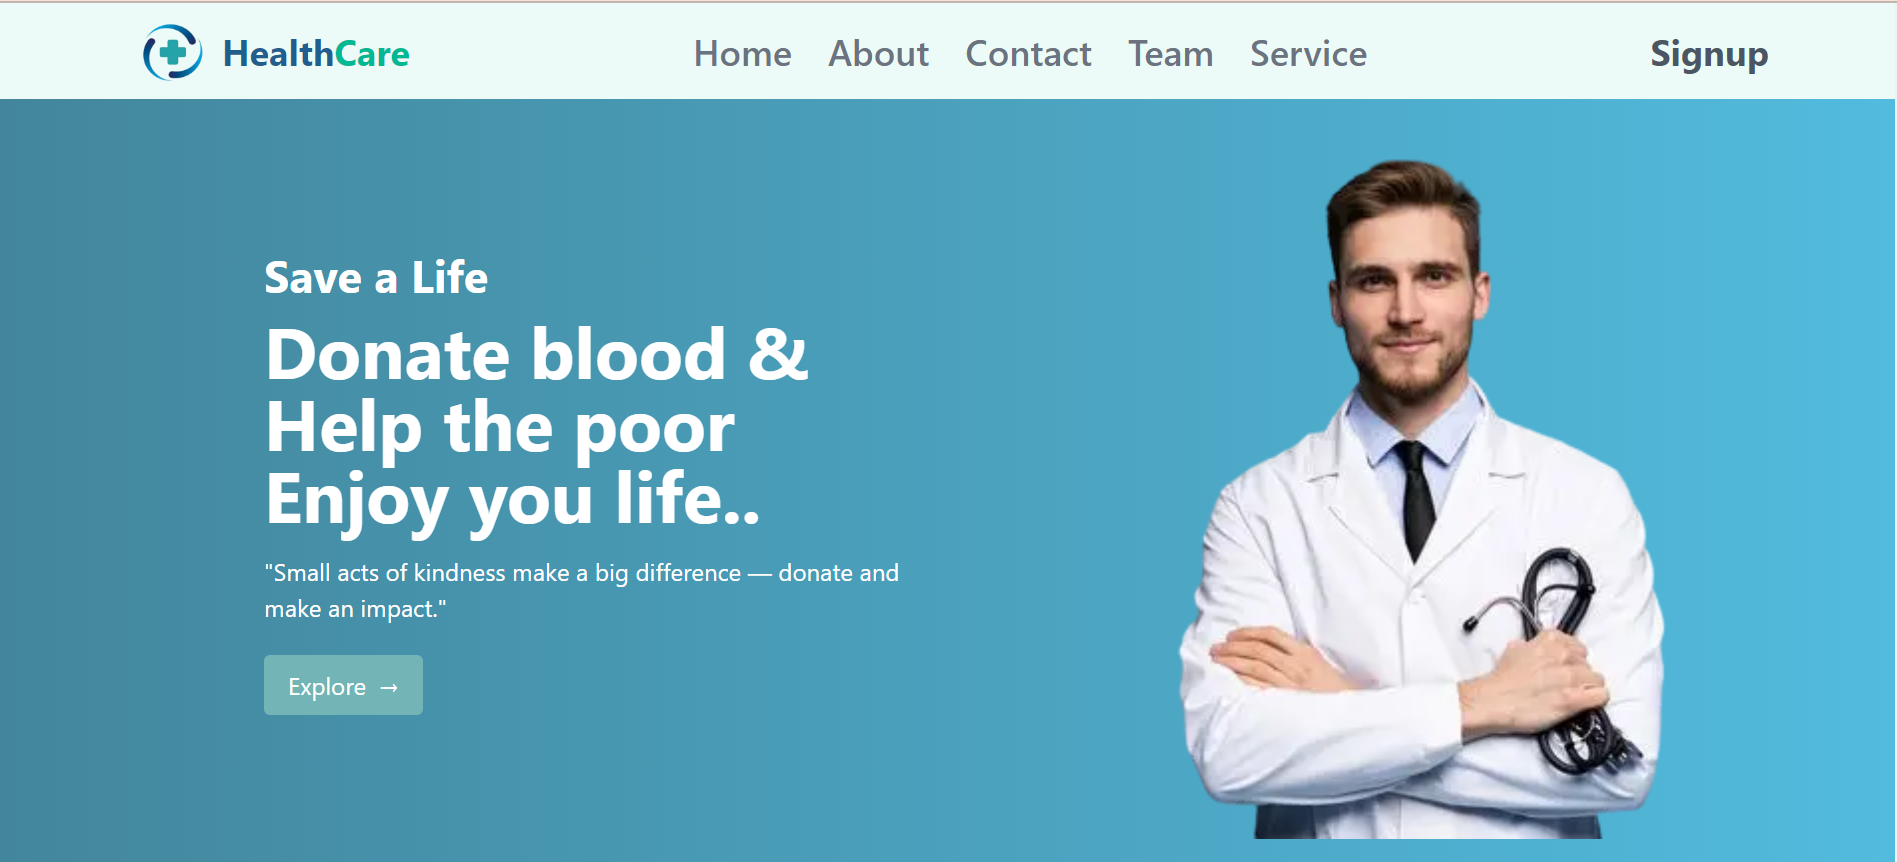 HealthCare
Home About Contact Team Service
Signup
Save a Life
Donate blood &
Help the poor
Enjoy you life..
"Small acts of kindness make a big difference — donate and
make an impact."
Explore →